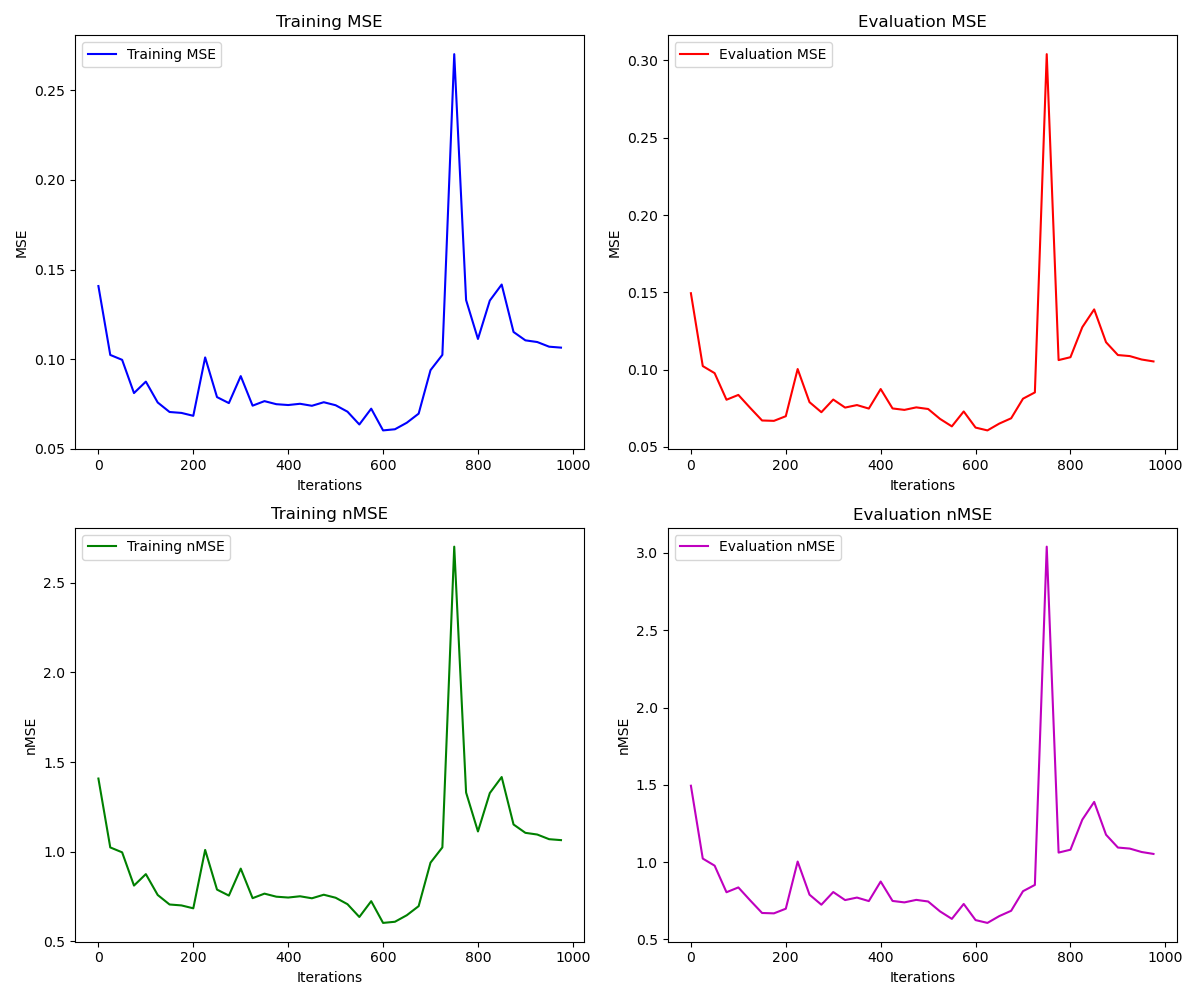 Training MSE
Training MSE
0.25
0.20
0.15
0.10
0.05
MSE
0 200 400 600 800 1000
Iterations
Evaluation MSE
Evaluation MSE
0.30
0.25
0.20
0.15
0.10
0.05
MSE
0 200 400 600 800 1000
Iterations
Training nMSE
Training nMSE
2.5
2.0
1.5
1.0
0.5
nMSE
0 200 400 600 800 1000
Iterations
Evaluation nMSE
Evaluation nMSE
3.0
2.5
2.0
1.5
1.0
0.5
nMSE
0 200 400 600 800 1000
Iterations